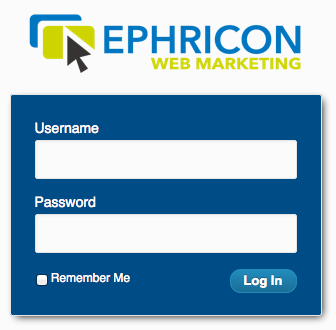 EPHRICON
WEB MARKETING
Username
Password
Remember Me
Log In